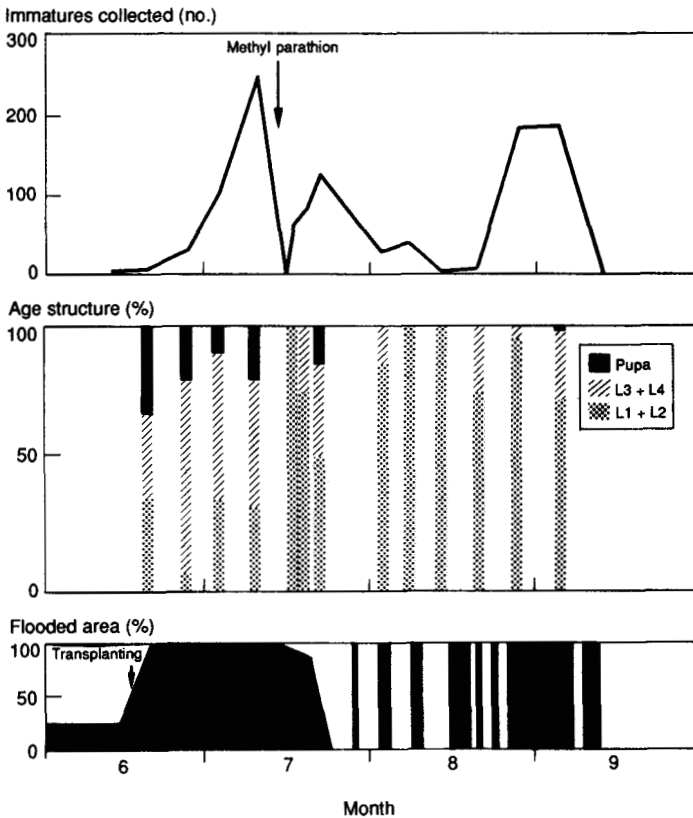 Immatures collected (no.)
300
Methyl parathion
200
100
0
Age structure (%)
100
Pupa
L3 + L4
L1 + L2
50
0
Flooded area (%)
100
Transplanting
50
0
6 7 8 9
Month